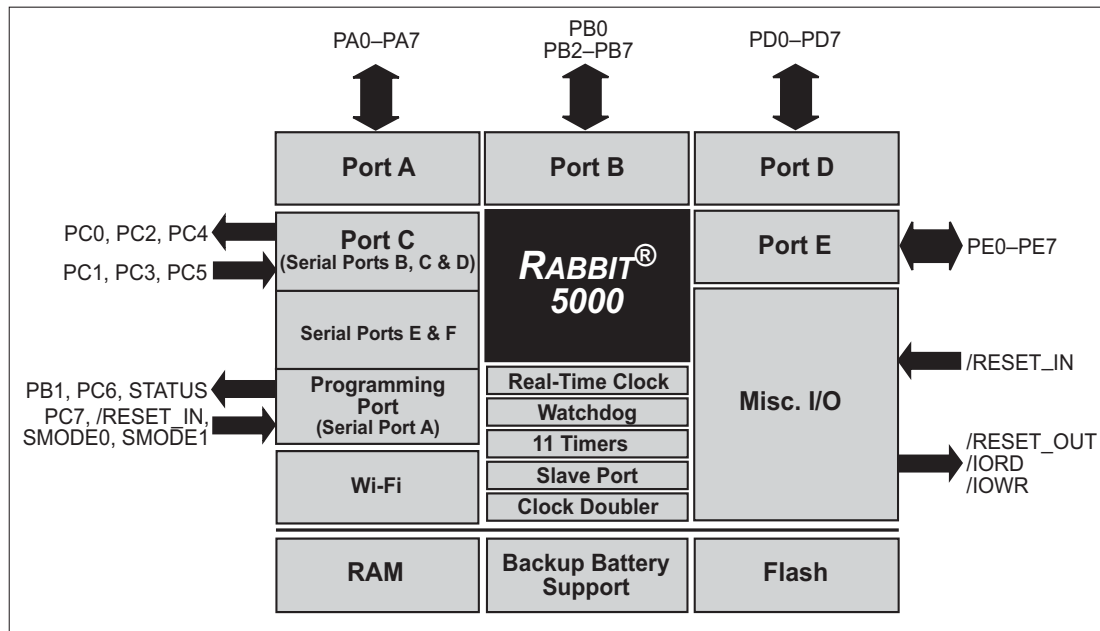 PA0–PA7
PB0
PB2–PB7
PD0–PD7
Port A
Port B
Port D
PC0, PC2, PC4
PC1, PC3, PC5
Port C
(Serial Ports B, C & D)
RABBIT®
5000
Port E
PE0–PE7
Serial Ports E & F
PB1, PC6, STATUS
PC7, /RESET_IN,
SMODE0, SMODE1
Programming
Port
(Serial Port A)
Real-Time Clock
Watchdog
11 Timers
Slave Port
Clock Doubler
Misc. I/O
/RESET_IN
/RESET_OUT
/IORD
/IOWR
Wi-Fi
RAM
Backup Battery
Support
Flash